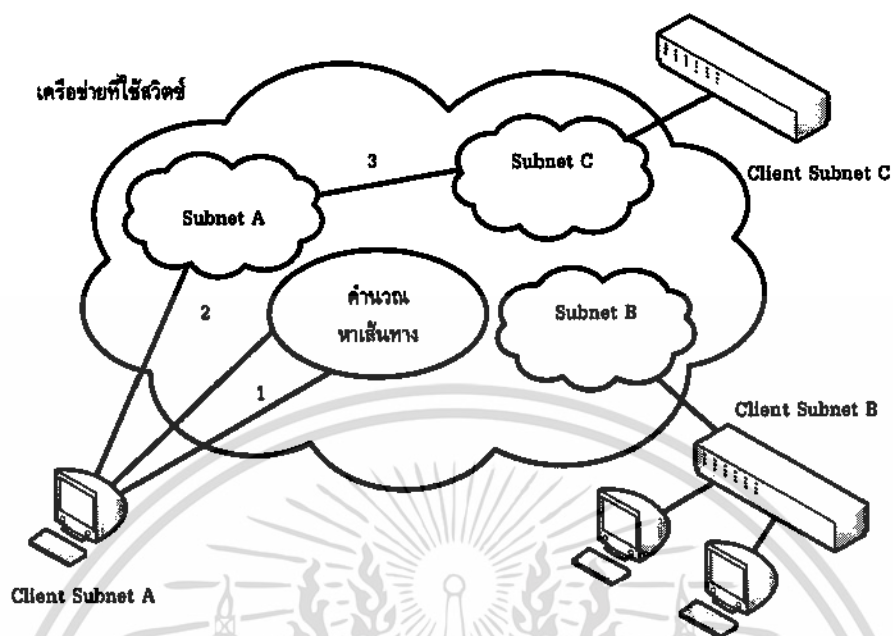 เครือข่ายที่ใช้สวิตซ์
3
Subnet C
Client Subnet C
Subnet A
2
คำนวณ
หาเส้นทาง
Subnet B
1
Client Subnet B
Client Subnet A